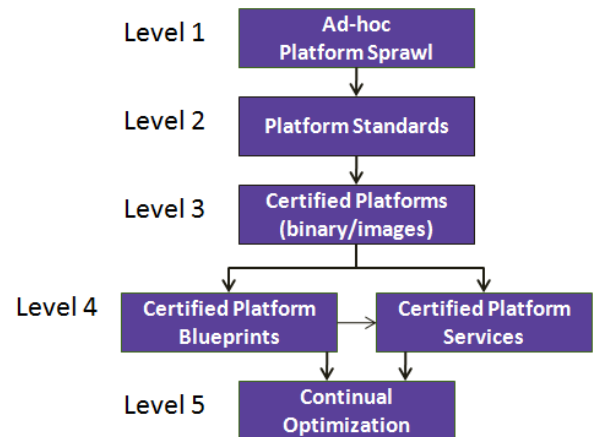 Level 1
Ad-hoc
Platform Sprawl
Level 2
Platform Standards
Level 3
Certified Platforms
(binary/images)
Level 4
Certified Platform
Blueprints
Certified Platform
Services
Level 5
Continual
Optimization